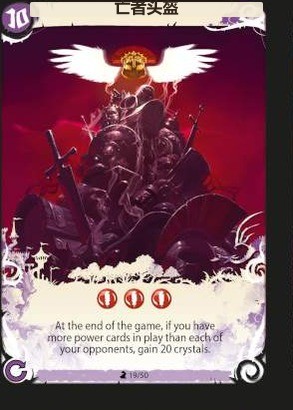 亡者头盔
10
At the end of the game, if you have
more power cards in play than each of
your opponents, gain 20 crystals.
19/50